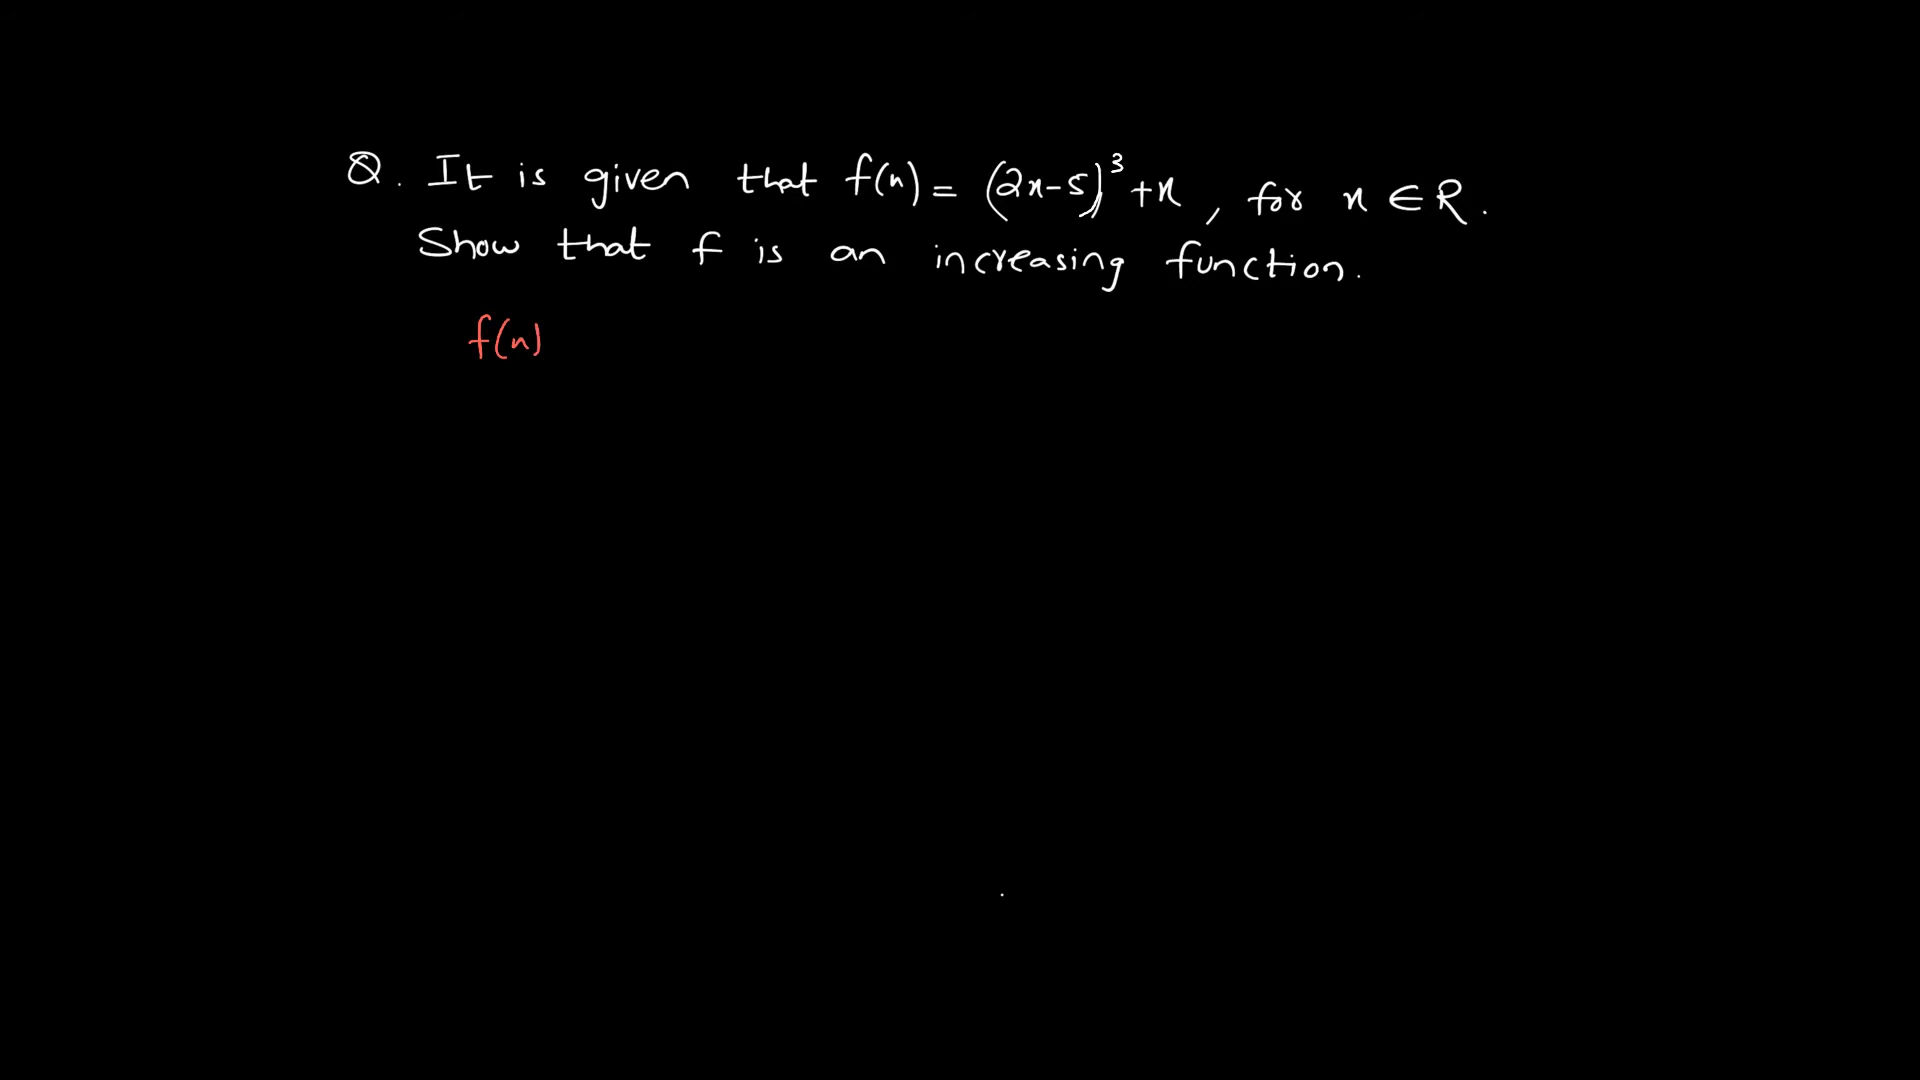 Q. It is given that f(x) = (2x-5)³ + x , for x ∈ R.
Show that f is an increasing function.
f(x)